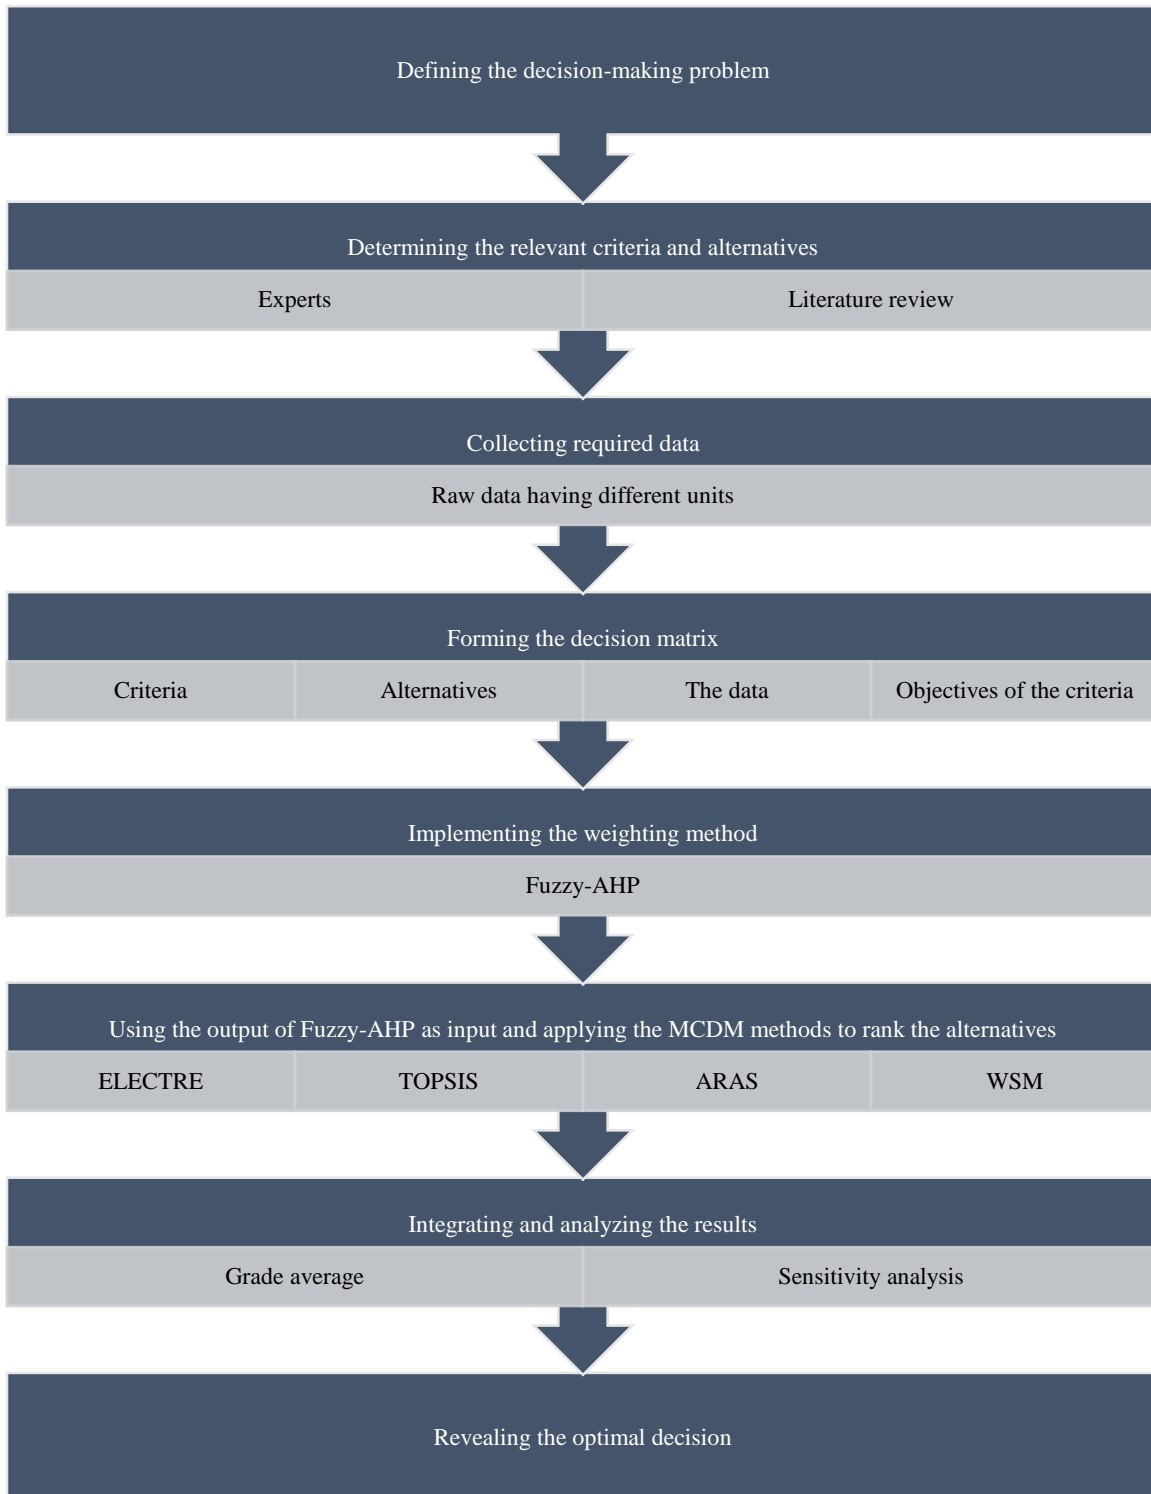 Defining the decision-making problem
Determining the relevant criteria and alternatives
Experts
Literature review
Collecting required data
Raw data having different units
Forming the decision matrix
Criteria
Alternatives
The data
Objectives of the criteria
Implementing the weighting method
Fuzzy-AHP
Using the output of Fuzzy-AHP as input and applying the MCDM methods to rank the alternatives
ELECTRE
TOPSIS
ARAS
WSM
Integrating and analyzing the results
Grade average
Sensitivity analysis
Revealing the optimal decision